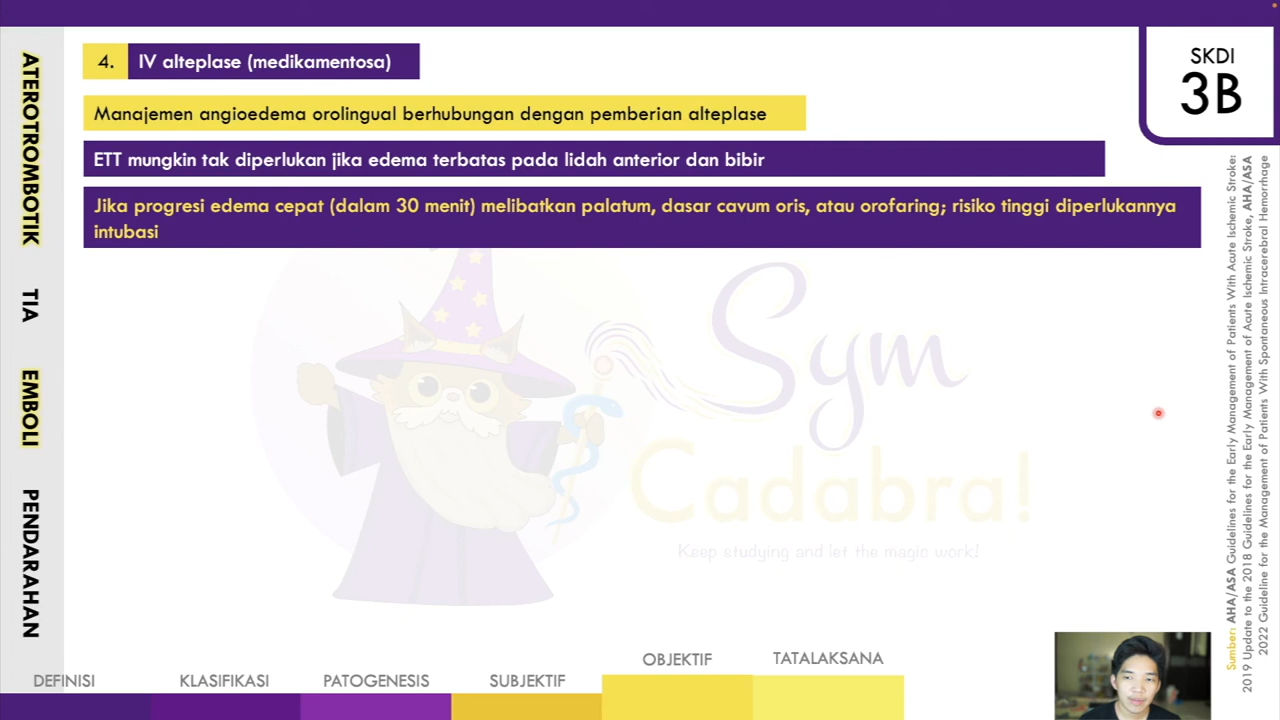 4. IV alteplase (medikamentosa)
SKDI
3B
Manajemen angioedema orolingual berhubungan dengan pemberian alteplase
ETT mungkin tak diperlukan jika edema terbatas pada lidah anterior dan bibir
Jika progresi edema cepat (dalam 30 menit) melibatkan palatum, dasar cavum oris, atau orofaring; risiko tinggi diperlukannya
intubasi
ATEROTROMBOTIK
TIA
EMBOLI
PENDARAHAN
Sym
Cadabra!
Keep studying and let the magic work!
Sumber: AHA/ASA Guidelines for the Early Management of Patients With Acute Ischemic Stroke:
2019 Update to the 2018 Guidelines for the Early Management of Acute Ischemic Stroke, AHA/ASA
2022 Guideline for the Management of Patients With Spontaneous Intracerebral Hemorrhage
DEFINISI
KLASIFIKASI
PATOGENESIS
SUBJEKTIF
OBJEKTIF
TATALAKSANA